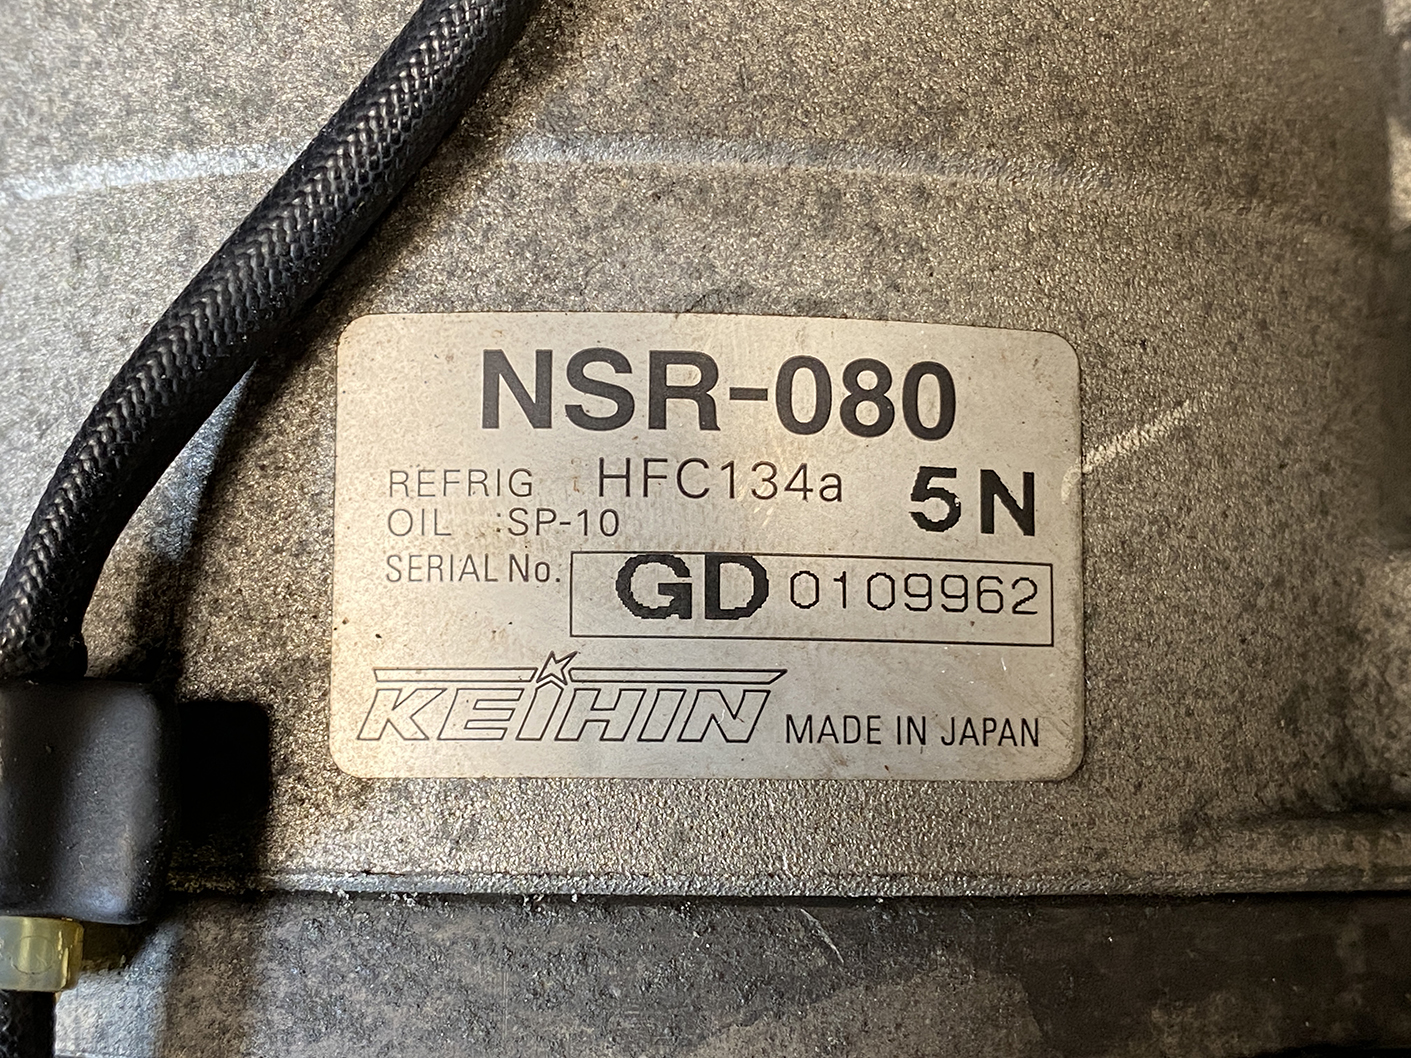 NSR-080
REFRIG HFC134a 5N
OIL :SP-10
SERIAL No. GD 0109962
KEIHIN MADE IN JAPAN